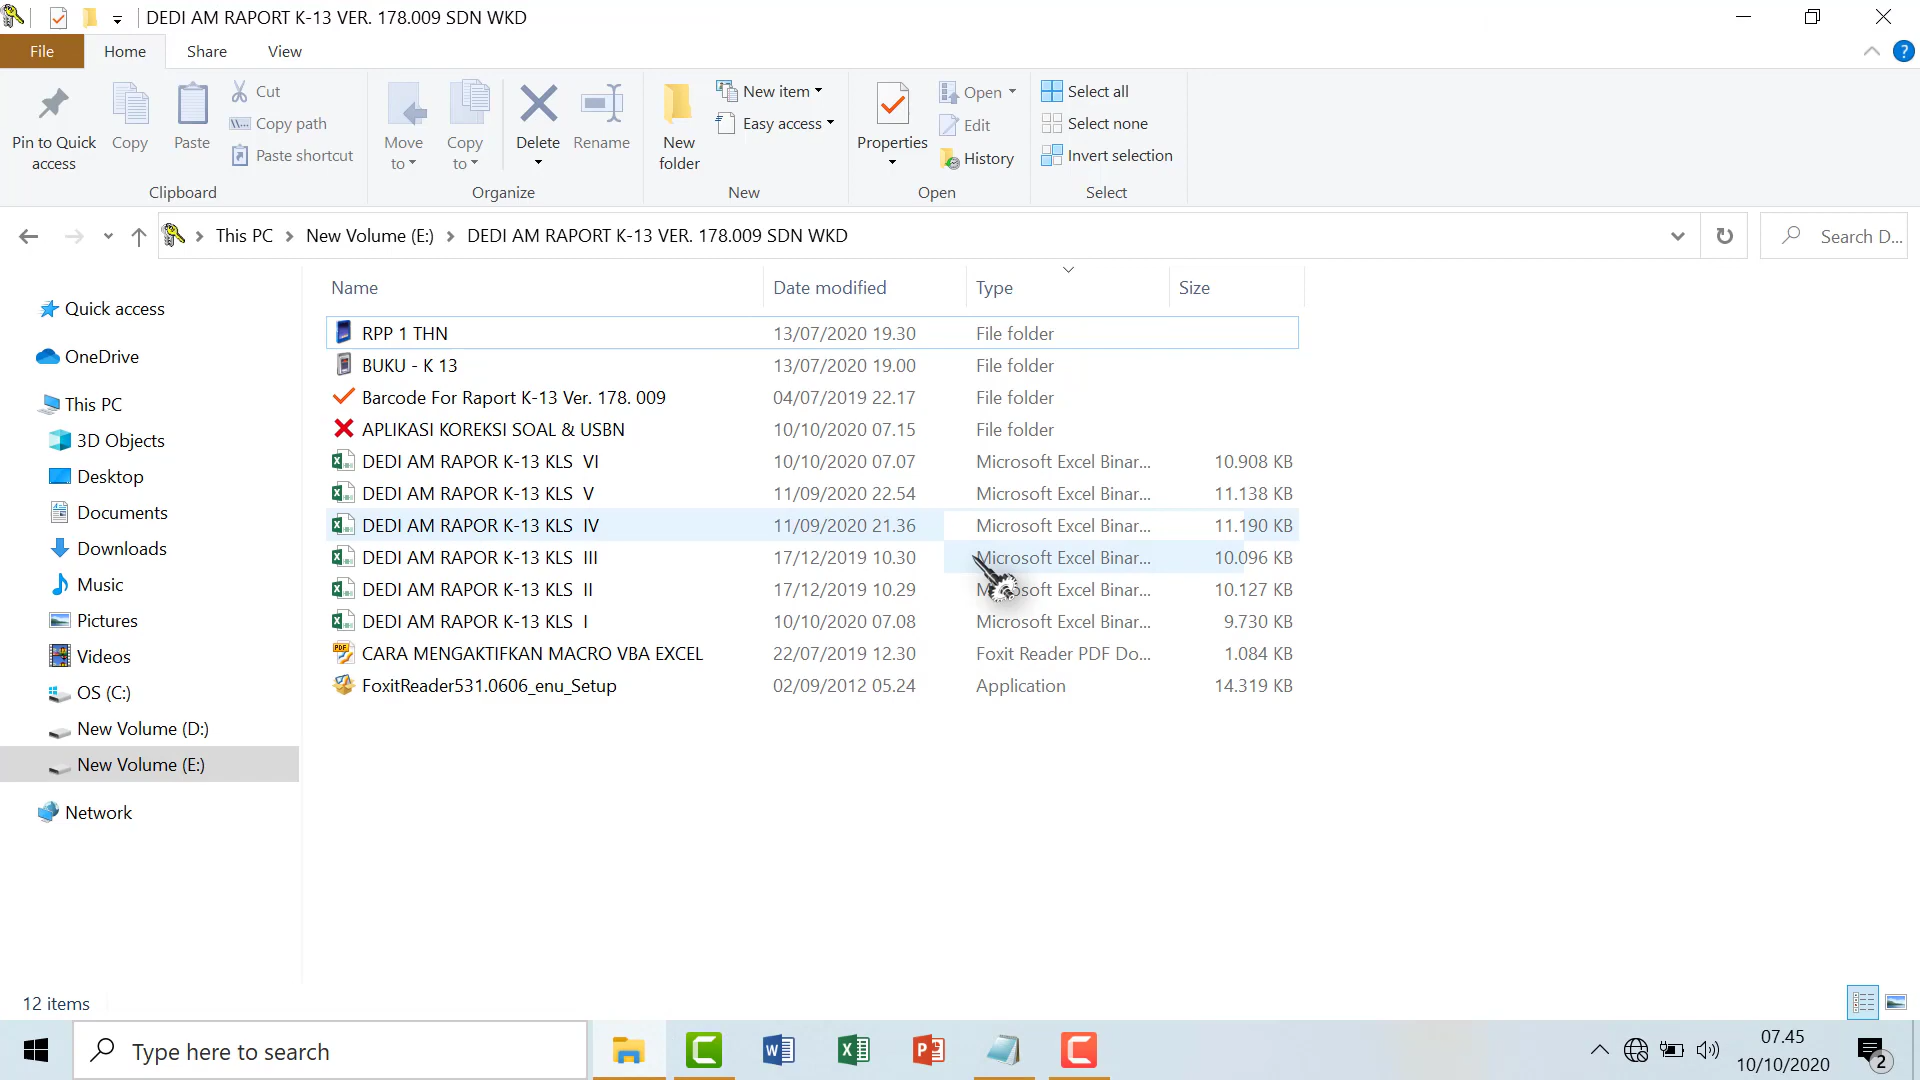 DEDI AM RAPORT K-13 VER. 178.009 SDN WKD
File Home Share View
Pin to Quick access
Copy
Paste
Cut
Copy path
Paste shortcut
Move to
Copy to
Delete
Rename
New folder
New item
Easy access
Properties
Open
Edit
History
Select all
Select none
Invert selection
Clipboard Organize New Open Select
This PC New Volume (E:) DEDI AM RAPORT K-13 VER. 178.009 SDN WKD
Search D...
Quick access
OneDrive
This PC
3D Objects
Desktop
Documents
Downloads
Music
Pictures
Videos
OS (C:)
New Volume (D:)
New Volume (E:)
Network
Name Date modified Type Size
RPP 1 THN 13/07/2020 19.30 File folder
BUKU - K 13 13/07/2020 19.00 File folder
Barcode For Raport K-13 Ver. 178. 009 04/07/2019 22.17 File folder
APLIKASI KOREKSI SOAL & USBN 10/10/2020 07.15 File folder
DEDI AM RAPOR K-13 KLS VI 10/10/2020 07.07 Microsoft Excel Binar... 10.908 KB
DEDI AM RAPOR K-13 KLS V 11/09/2020 22.54 Microsoft Excel Binar... 11.138 KB
DEDI AM RAPOR K-13 KLS IV 11/09/2020 21.36 Microsoft Excel Binar... 11.190 KB
DEDI AM RAPOR K-13 KLS III 17/12/2019 10.30 Microsoft Excel Binar... 10.096 KB
DEDI AM RAPOR K-13 KLS II 17/12/2019 10.29 Microsoft Excel Binar... 10.127 KB
DEDI AM RAPOR K-13 KLS I 10/10/2020 07.08 Microsoft Excel Binar... 9.730 KB
CARA MENGAKTIFKAN MACRO VBA EXCEL 22/07/2019 12.30 Foxit Reader PDF Do... 1.084 KB
FoxitReader531.0606_enu_Setup 02/09/2012 05.24 Application 14.319 KB
12 items
Type here to search
07.45
10/10/2020
2